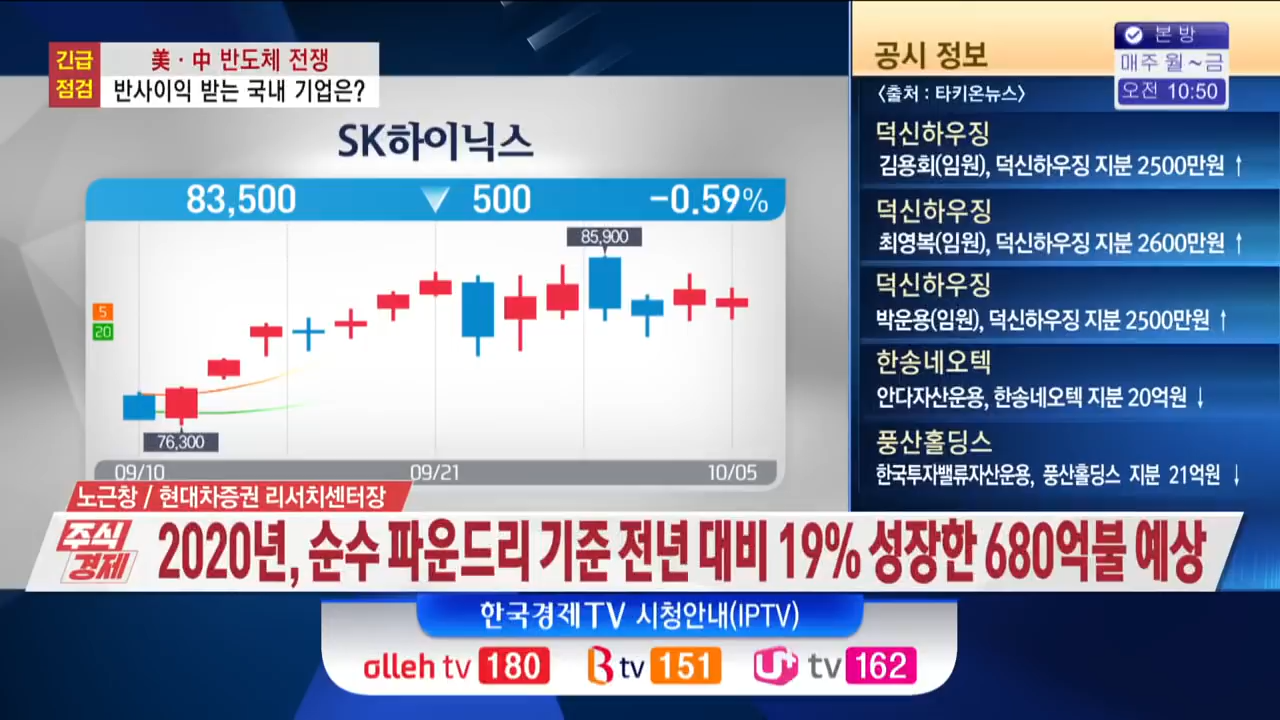 긴급
점검
美·中 반도체 전쟁
반사이익 받는 국내 기업은?
SK하이닉스
83,500 ▼ 500 -0.59%
85,900
5
20
76,300
09/10 09/21 10/05
공시 정보
본 방
매주 월~금
오전 10:50
<출처 : 타키온뉴스>
덕신하우징
김용회(임원), 덕신하우징 지분 2500만원 ↑
덕신하우징
최영복(임원), 덕신하우징 지분 2600만원 ↑
덕신하우징
박운용(임원), 덕신하우징 지분 2500만원 ↑
한송네오텍
안다자산운용, 한송네오텍 지분 20억원 ↓
풍산홀딩스
한국투자밸류자산운용, 풍산홀딩스 지분 21억원 ↓
노근창 / 현대차증권 리서치센터장
주식
경제
2020년, 순수 파운드리 기준 전년 대비 19% 성장한 680억불 예상
한국경제TV 시청안내(IPTV)
alleh tv 180 B tv 151 U+ tv 162